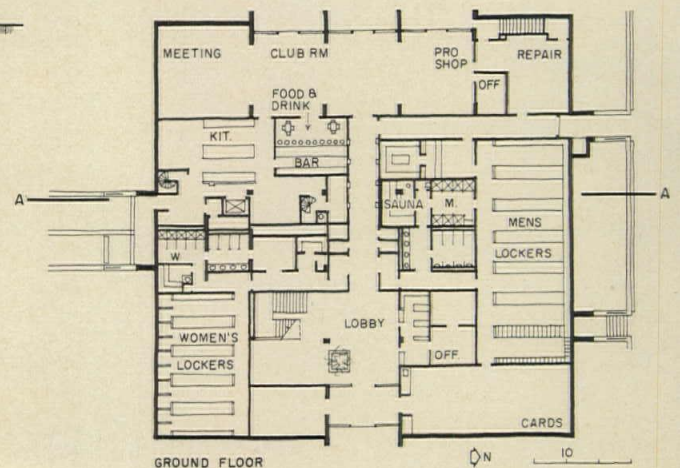 MEETING
CLUB RM
PRO
SHOP
REPAIR
OFF
FOOD &
DRINK
KIT.
BAR
A
A
SAUNA
M.
MENS
LOCKERS
W
LOBBY
WOMEN'S
LOCKERS
OFF.
CARDS
GROUND FLOOR
N
10